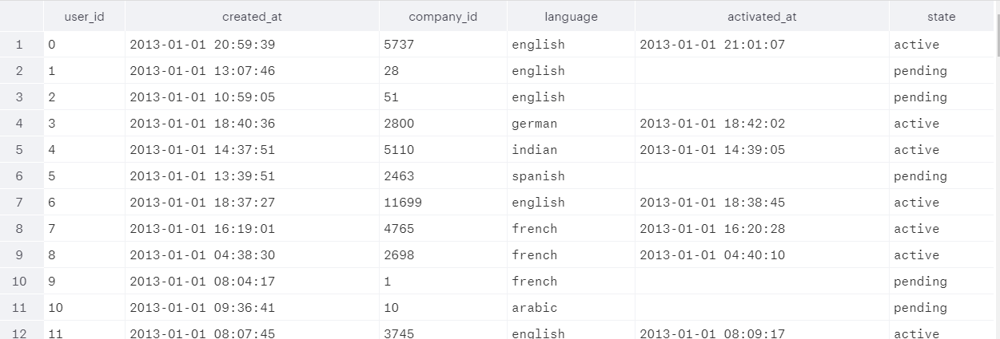 user_id created_at company_id language activated_at state
1 0 2013-01-01 20:59:39 5737 english 2013-01-01 21:01:07 active
2 1 2013-01-01 13:07:46 28 english pending
3 2 2013-01-01 10:59:05 51 english pending
4 3 2013-01-01 18:40:36 2800 german 2013-01-01 18:42:02 active
5 4 2013-01-01 14:37:51 5110 indian 2013-01-01 14:39:05 active
6 5 2013-01-01 13:39:51 2463 spanish pending
7 6 2013-01-01 18:37:27 11699 english 2013-01-01 18:38:45 active
8 7 2013-01-01 16:19:01 4765 french 2013-01-01 16:20:28 active
9 8 2013-01-01 04:38:30 2698 french 2013-01-01 04:40:10 active
10 9 2013-01-01 08:04:17 1 french pending
11 10 2013-01-01 09:36:41 10 arabic pending
12 11 2013-01-01 08:07:45 3745 english 2013-01-01 08:09:17 active